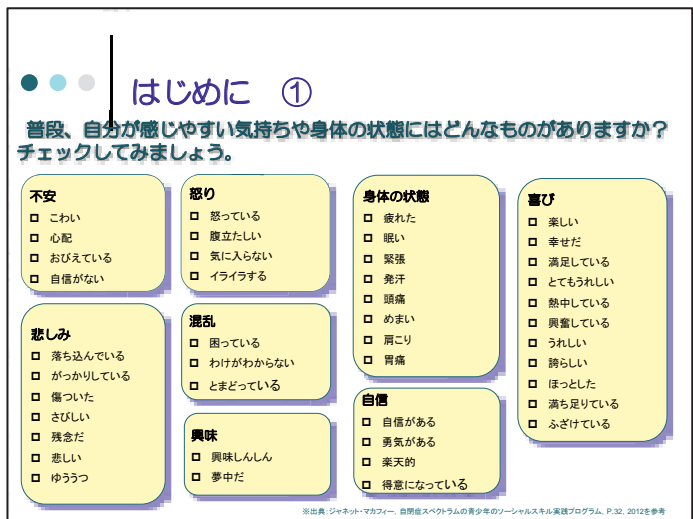 はじめに ①
普段、自分が感じやすい気持ちや身体の状態にはどんなものがありますか？
チェックしてみましょう。
不安
□ こわい
□ 心配
□ おびえている
□ 自信がない
悲しみ
□ 落ち込んでいる
□ がっかりしている
□ 傷ついた
□ さびしい
□ 残念だ
□ 悲しい
□ ゆううつ
怒り
□ 怒っている
□ 腹立たしい
□ 気に入らない
□ イライラする
混乱
□ 困っている
□ わけがわからない
□ とまどっている
興味
□ 興味しんしん
□ 夢中だ
身体の状態
□ 疲れた
□ 眠い
□ 緊張
□ 発汗
□ 頭痛
□ めまい
□ 肩こり
□ 胃痛
自信
□ 自信がある
□ 勇気がある
□ 楽天的
□ 得意になっている
喜び
□ 楽しい
□ 幸せだ
□ 満足している
□ とてもうれしい
□ 熱中している
□ 興奮している
□ うれしい
□ 誇らしい
□ ほっとした
□ 満ち足りている
□ ふざけている
※出典：ジャネット・マカフィー, 自閉症スペクトラムの青少年のソーシャルスキル実践プログラム, P.32, 2012を参考